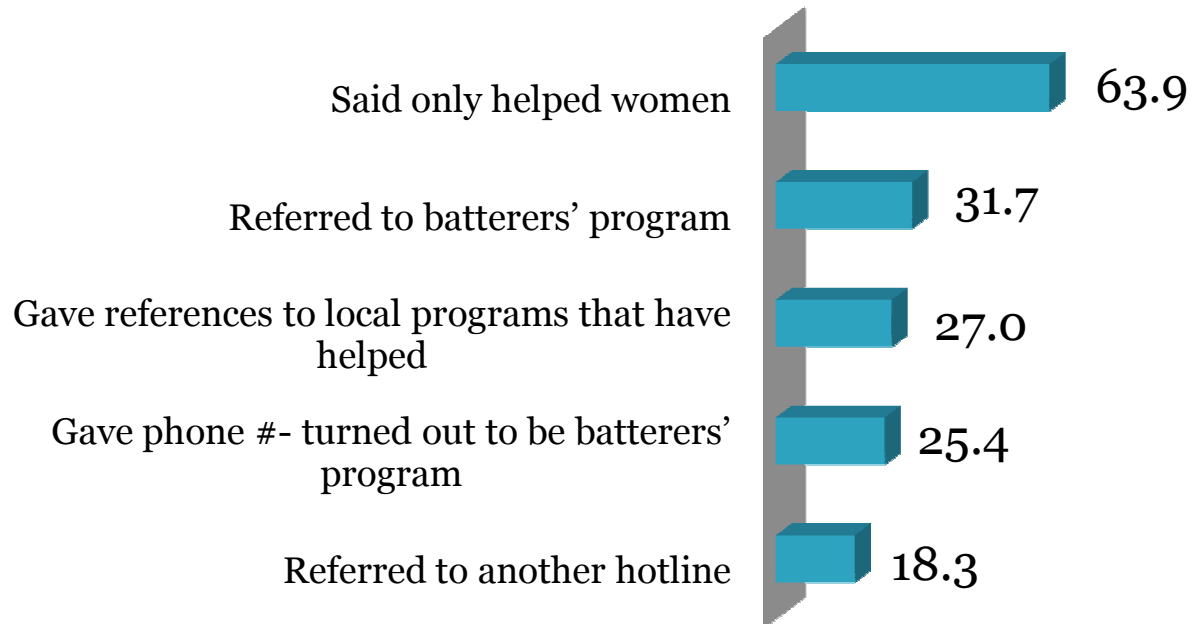 Said only helped women
63.9
Referred to batterers’ program
31.7
Gave references to local programs that have
helped
27.0
Gave phone #- turned out to be batterers’
program
25.4
Referred to another hotline
18.3